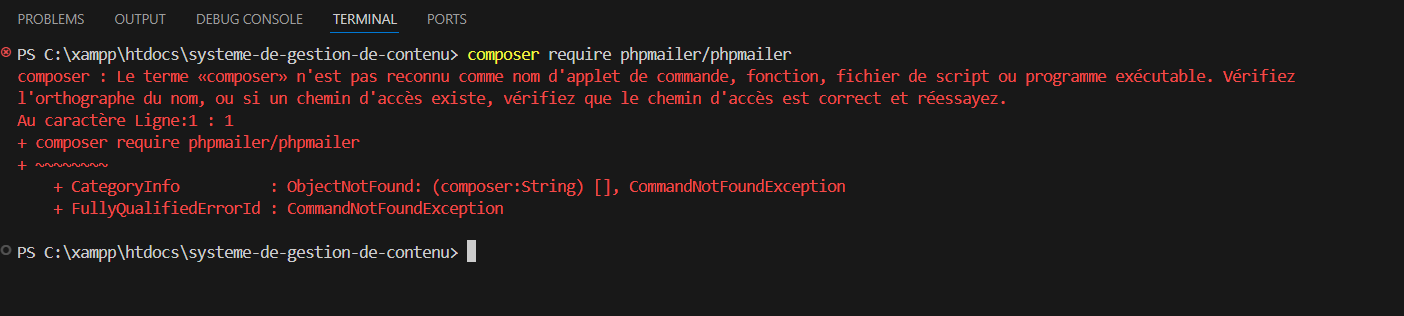 PROBLEMS OUTPUT DEBUG CONSOLE TERMINAL PORTS
PS C:\xampp\htdocs\systeme-de-gestion-de-contenu> composer require phpmailer/phpmailer
composer : Le terme «composer» n'est pas reconnu comme nom d'applet de commande, fonction, fichier de script ou programme exécutable. Vérifiez
l'orthographe du nom, ou si un chemin d'accès existe, vérifiez que le chemin d'accès est correct et réessayez.
Au caractère Ligne:1 : 1
+ composer require phpmailer/phpmailer
+ ~~~~~~~~
    + CategoryInfo          : ObjectNotFound: (composer:String) [], CommandNotFoundException
    + FullyQualifiedErrorId : CommandNotFoundException
PS C:\xampp\htdocs\systeme-de-gestion-de-contenu>